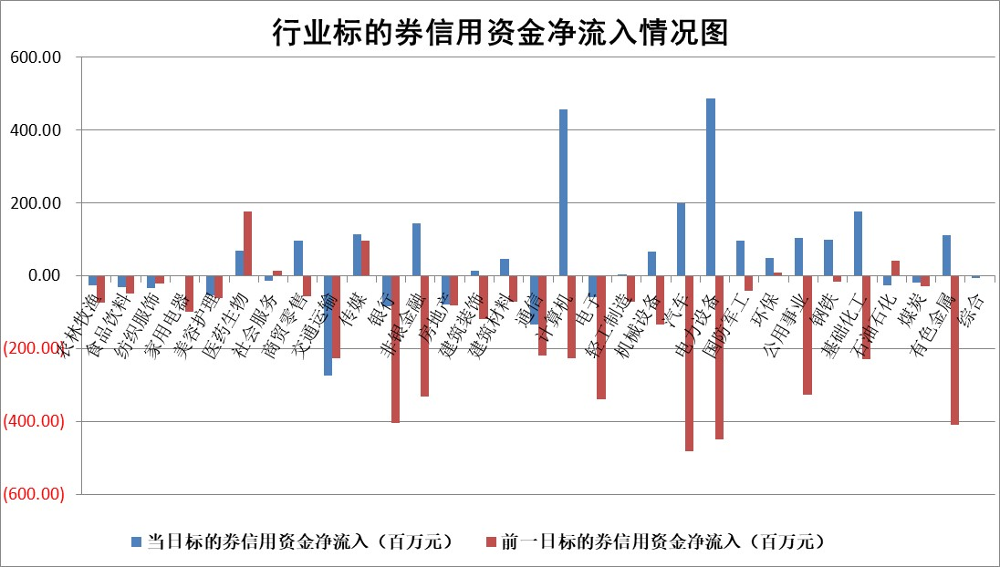 行业标的券信用资金净流入情况图
600.00
400.00
200.00
0.00
(200.00)
(400.00)
(600.00)
农林牧渔
食品饮料
纺织服饰
家用电器
美容护理
医药生物
社会服务
商贸零售
交通运输
传媒
银行
非银金融
房地产
建筑装饰
建筑材料
通信
计算机
电子
轻工制造
机械设备
汽车
电力设备
国防军工
环保
公用事业
钢铁
基础化工
石油石化
煤炭
有色金属
综合
当日标的券信用资金净流入（百万元）
前一日标的券信用资金净流入（百万元）